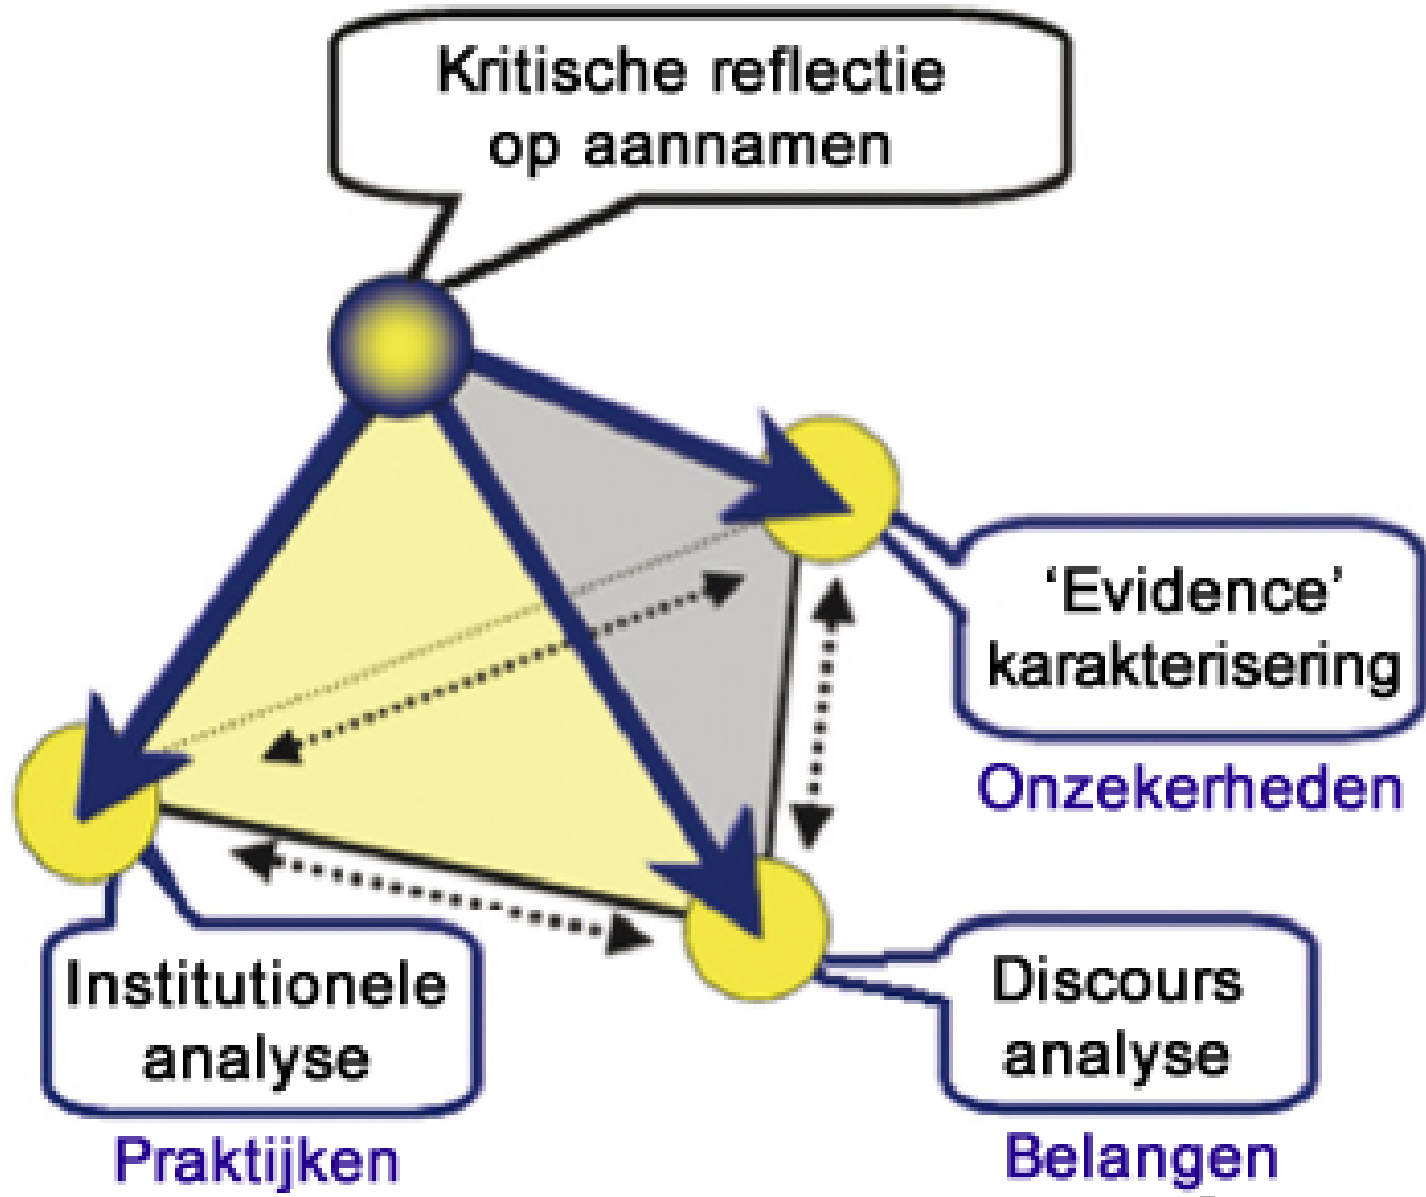 Kritische reflectie
op aannamen
‘Evidence’
karakterisering
Onzekerheden
Institutionele
analyse
Praktijken
Discours
analyse
Belangen